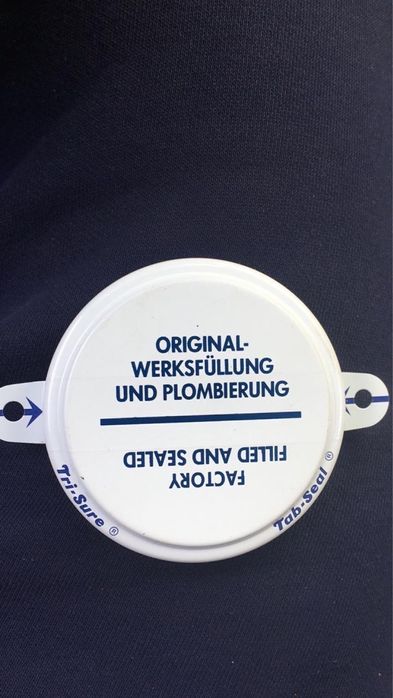 ORIGINAL-
WERKSFÜLLUNG
UND PLOMBIERUNG
FACTORY
FILLED AND SEALED
Tri-Sure ®
Tab-Seal ®